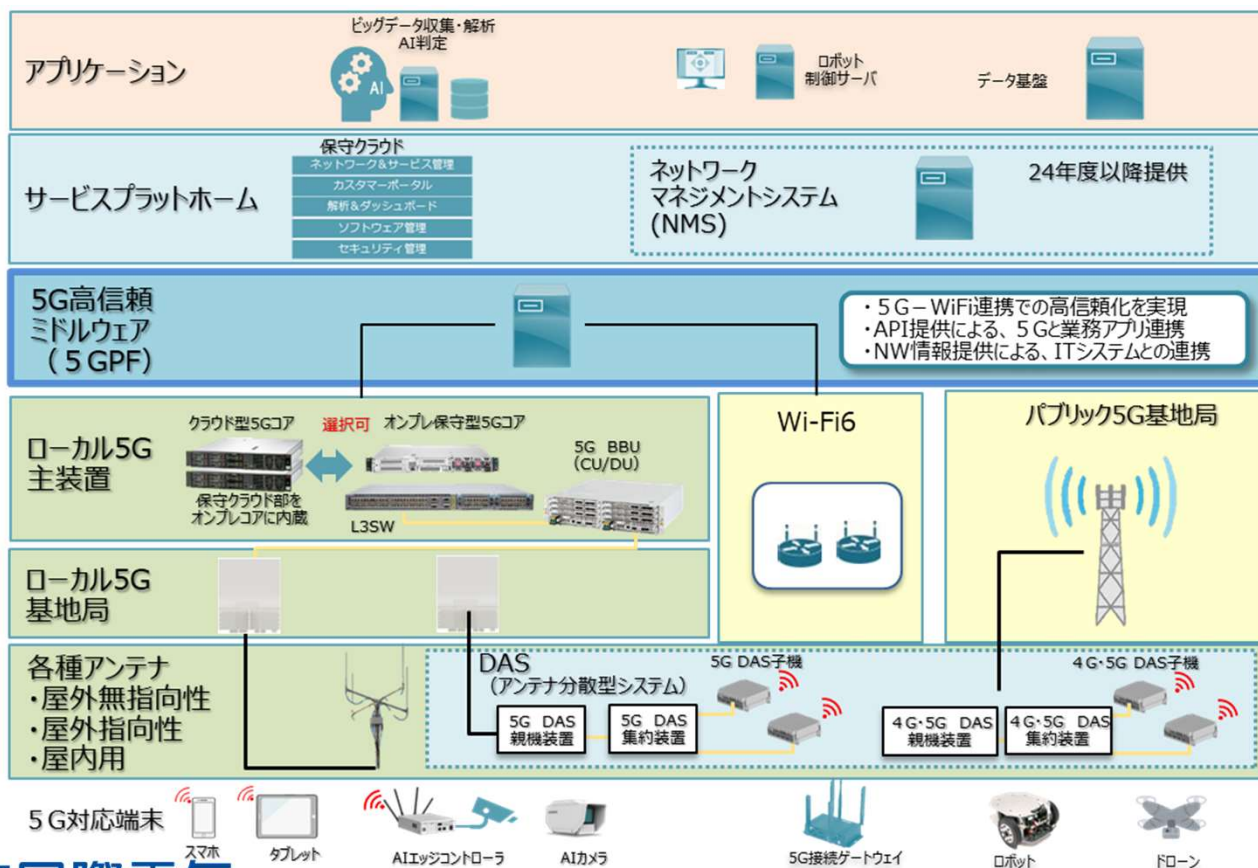 アプリケーション
ビッグデータ収集・解析
AI判定
AI
ロボット
制御サーバ
データ基盤
サービスプラットホーム
保守クラウド
ネットワーク&サービス管理
カスタマーポータル
解析&ダッシュボード
ソフトウェア管理
セキュリティ管理
ネットワーク
マネジメントシステム
(NMS)
24年度以降提供
5G高信頼
ミドルウェア
(5GPF)
・5G-WiFi連携での高信頼化を実現
・API提供による、5Gと業務アプリ連携
・NW情報提供による、ITシステムとの連携
ローカル5G
主装置
クラウド型5Gコア
選択可
オンプレ保守型5Gコア
保守クラウド部を
オンプレコアに内蔵
L3SW
5G BBU
(CU/DU)
Wi-Fi6
パブリック5G基地局
ローカル5G
基地局
各種アンテナ
・屋外無指向性
・屋外指向性
・屋内用
DAS
(アンテナ分散型システム)
5G DAS子機
5G DAS
親機装置
5G DAS
集約装置
4G・5G DAS子機
4G・5G DAS
親機装置
4G・5G DAS
集約装置
5G対応端末
スマホ
タブレット
AIエッジコントローラ
AIカメラ
5G接続ゲートウェイ
ロボット
ドローン